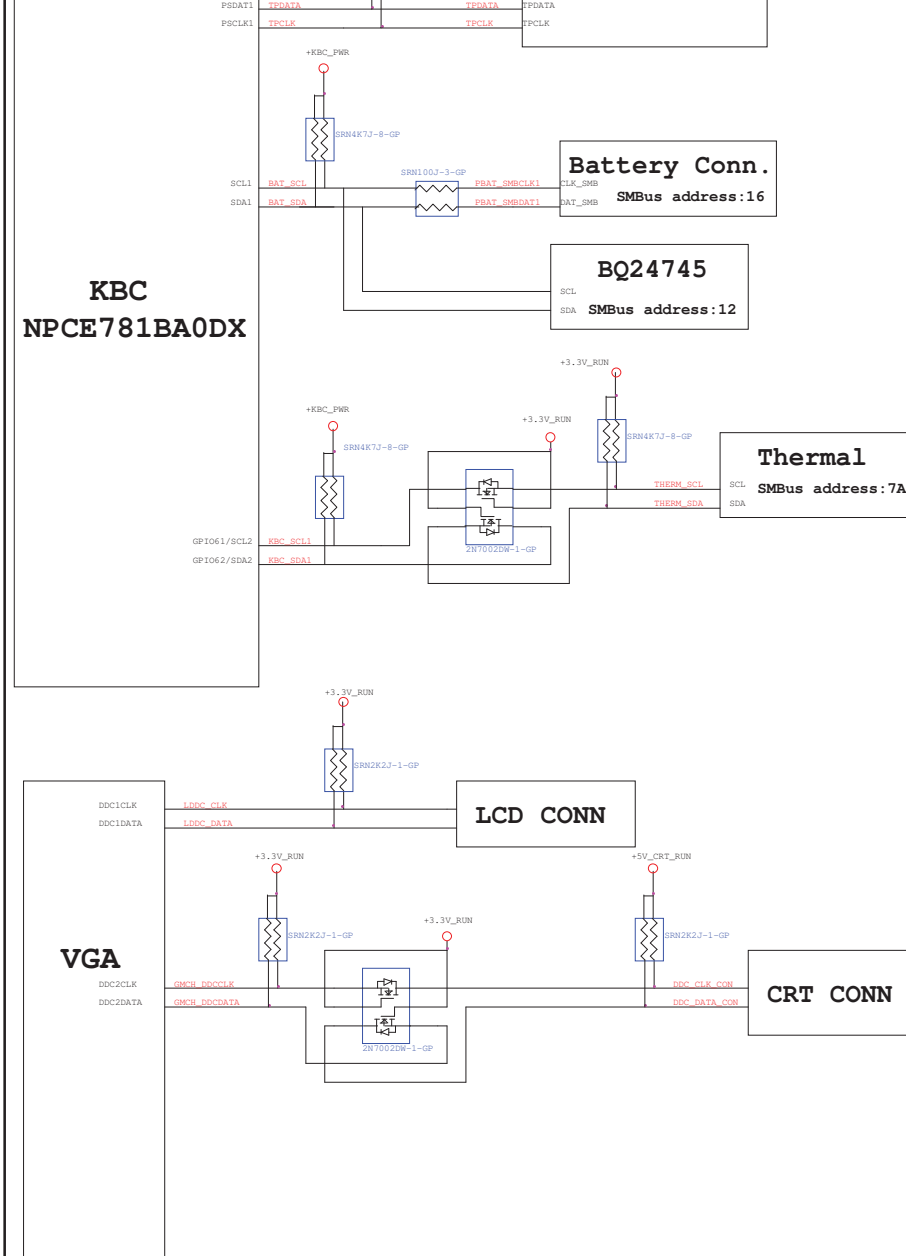 PSDAT1 TPDATA TPDATA TPDATA
PSCLK1 TPCLK TPCLK TPCLK
+KBC_PWR
SRN4K7J-8-GP
SRN100J-3-GP
Battery Conn.
SCL1 BAT_SCL PBAT_SMBCLK1 CLK_SMB
SMBus address:16
SDA1 BAT_SDA PBAT_SMBDAT1 DAT_SMB
BQ24745
SCL
SDA SMBus address:12
KBC
NPCE781BA0DX
+3.3V_RUN
+KBC_PWR
+3.3V_RUN
SRN4K7J-8-GP
SRN4K7J-8-GP
Thermal
THERM_SCL SCL SMBus address:7A
THERM_SDA SDA
GPIO61/SCL2 KBC_SCL1
2N7002DW-1-GP
GPIO62/SDA2 KBC_SDA1
+3.3V_RUN
SRN2K2J-1-GP
DDC1CLK LDDC_CLK
LCD CONN
DDC1DATA LDDC_DATA
+3.3V_RUN
+5V_CRT_RUN
+3.3V_RUN
SRN2K2J-1-GP
SRN2K2J-1-GP
VGA
DDC2CLK GMCH_DDCCLK DDC_CLK_CON
CRT CONN
DDC2DATA GMCH_DDCDATA DDC_DATA_CON
2N7002DW-1-GP